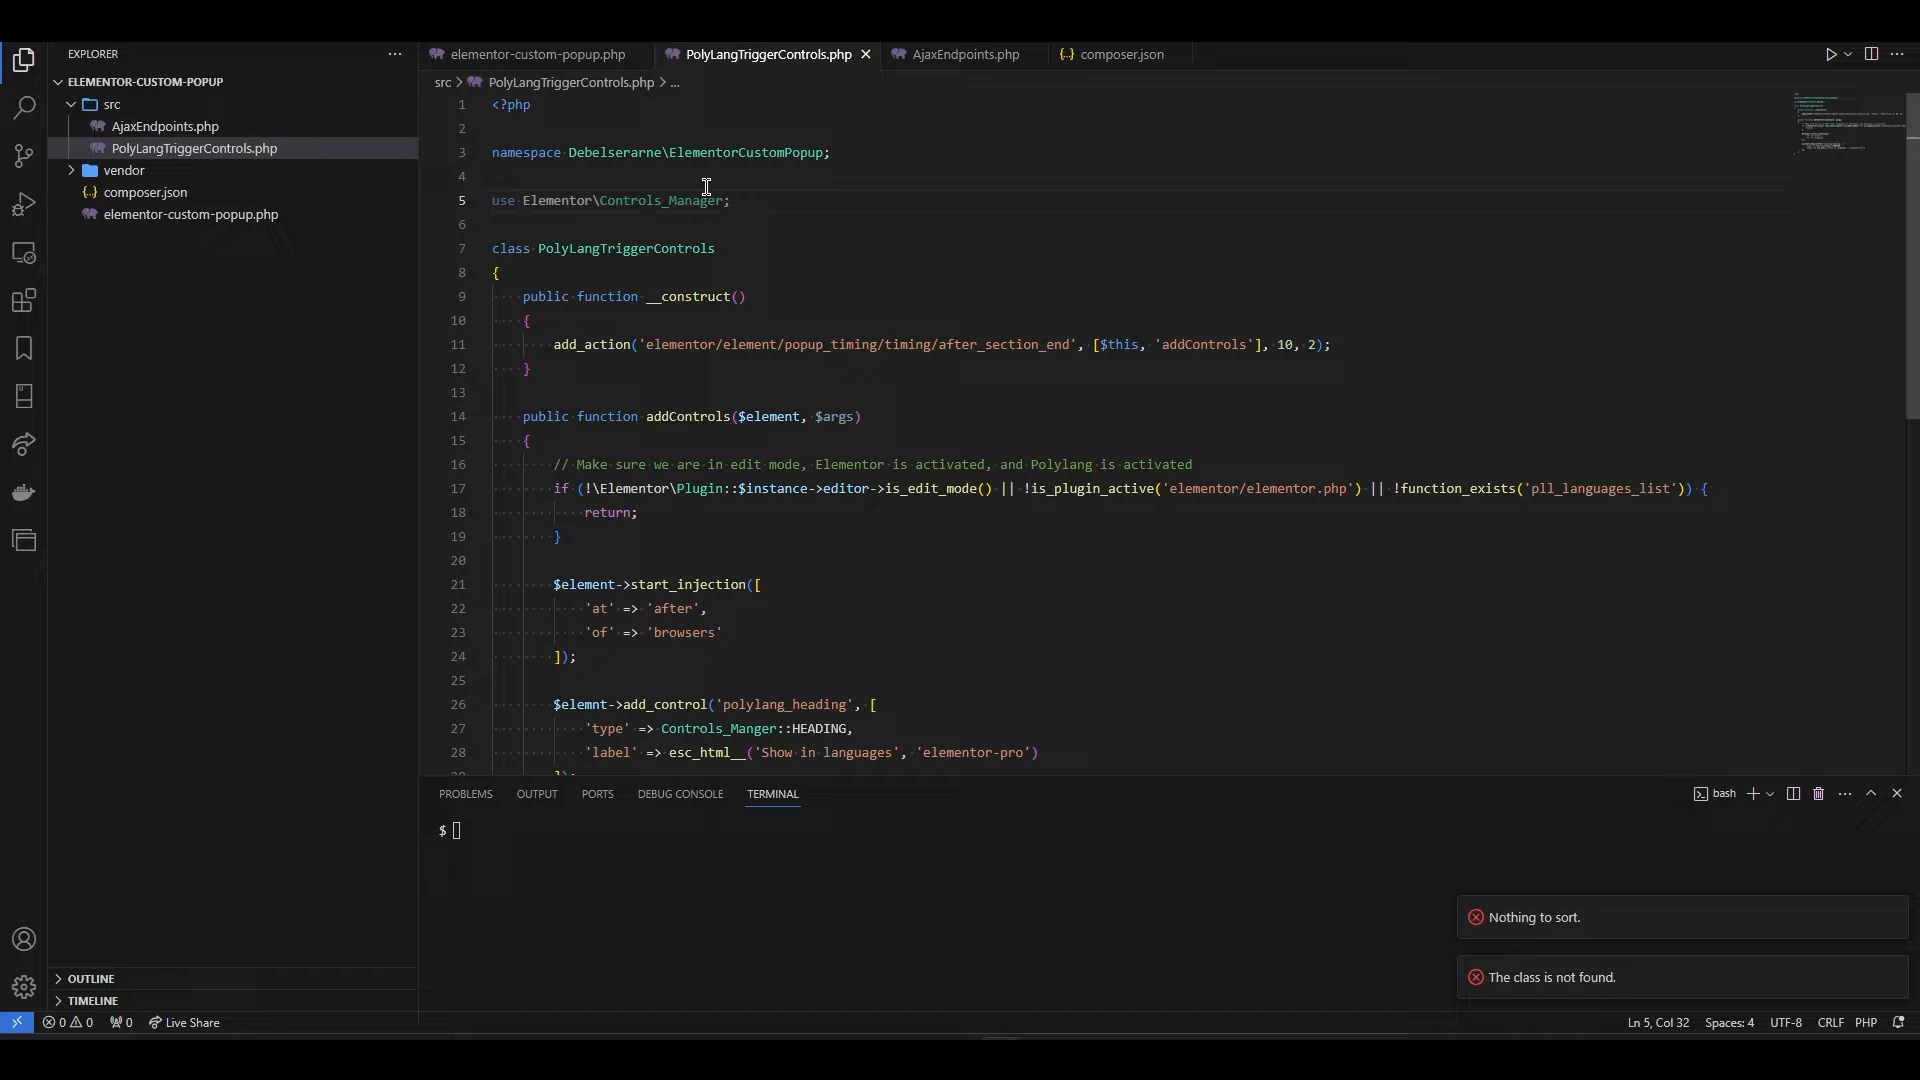 EXPLORER
ELEMENTOR-CUSTOM-POPUP
src
AjaxEndpoints.php
PolyLangTriggerControls.php
vendor
composer.json
elementor-custom-popup.php
OUTLINE
TIMELINE
elementor-custom-popup.php PolyLangTriggerControls.php AjaxEndpoints.php {..} composer.json
src > PolyLangTriggerControls.php > ...
1 <?php
2
3 namespace Debelserarne\ElementorCustomPopup;
4
5 use Elementor\Controls_Manager;
6
7 class PolyLangTriggerControls
8 {
9 public function __construct()
10 {
11 add_action('elementor/element/popup_timing/timing/after_section_end', [$this, 'addControls'], 10, 2);
12 }
13
14 public function addControls($element, $args)
15 {
16 // Make sure we are in edit mode, Elementor is activated, and Polylang is activated
17 if (!\Elementor\Plugin::$instance->editor->is_edit_mode() || !is_plugin_active('elementor/elementor.php') || !function_exists('pll_languages_list')) {
18 return;
19 }
20
21 $element->start_injection([
22 'at' => 'after',
23 'of' => 'browsers'
24 ]);
25
26 $elemnt->add_control('polylang_heading', [
27 'type' => Controls_Manger::HEADING,
28 'label' => esc_html__('Show in languages', 'elementor-pro')
PROBLEMS OUTPUT PORTS DEBUG CONSOLE TERMINAL
bash
$
Nothing to sort.
The class is not found.
0 0 0 Live Share
Ln 5, Col 32 Spaces: 4 UTF-8 CRLF PHP